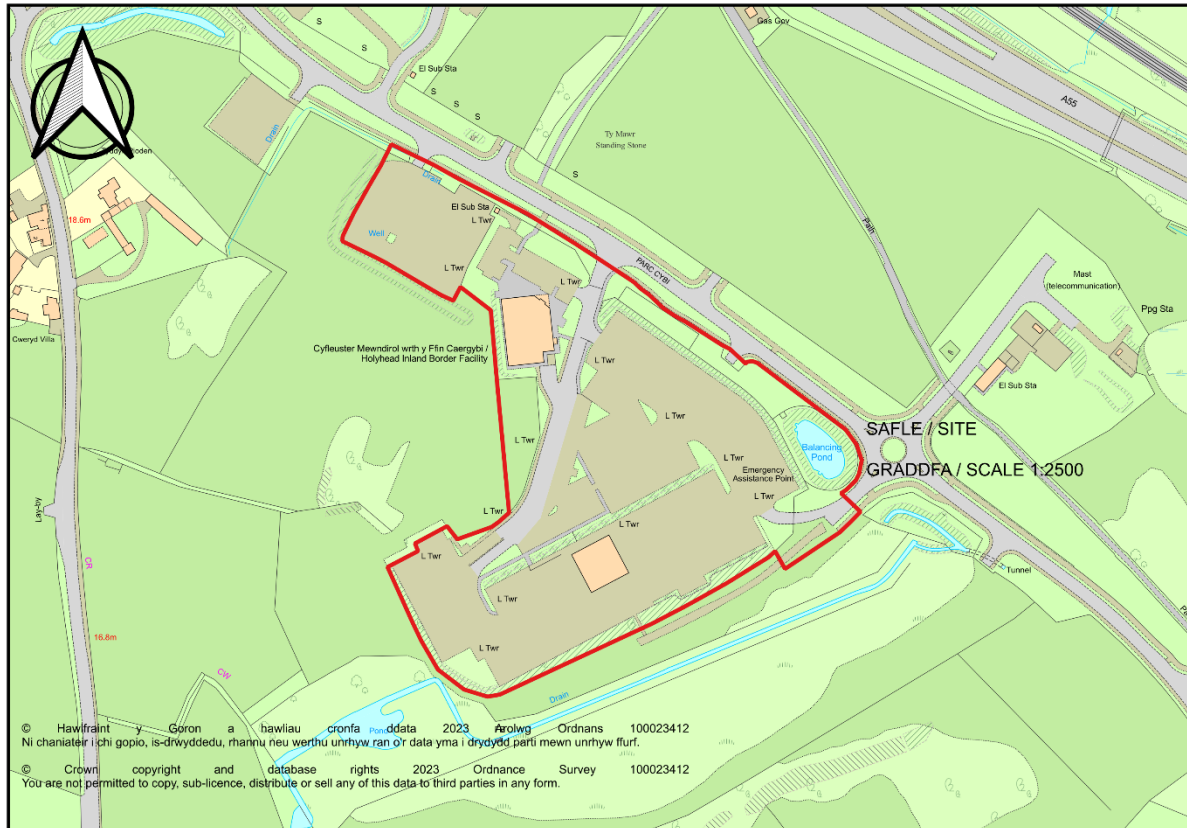 Gas Gov
S
S
El Sub Sta
S
A55
S
S
Drain
Ty Mawr
Standing Stone
S
Drain
El Sub Sta
L Twr
18.6m
Well
Path
L Twr
L Twr
PARC CYBI
Mast
(telecommunication)
Ppg Sta
Cweryd Villa
Cyfleuster Mewndirol wrth y Ffin Caergybi /
Holyhead Inland Border Facility
L Twr
El Sub Sta
L Twr
L Twr
SAFLE / SITE
Balancing
Pond
L Twr
Emergency
Assistance Point
GRADDFA / SCALE 1:2500
L Twr
Lay-by
L Twr
L Twr
L Twr
CR
Tunnel
L Twr
16.8m
L Twr
CW
Drain
Pond
© Hawlfraint y Goron a hawliau cronfa ddata 2023 Arolwg Ordnans 100023412
Ni chaniateir i chi gopio, is-drwyddedu, rhannu neu werthu unrhyw ran o'r data yma i drydydd parti mewn unrhyw ffurf.
© Crown copyright and database rights 2023 Ordnance Survey 100023412
You are not permitted to copy, sub-licence, distribute or sell any of this data to third parties in any form.